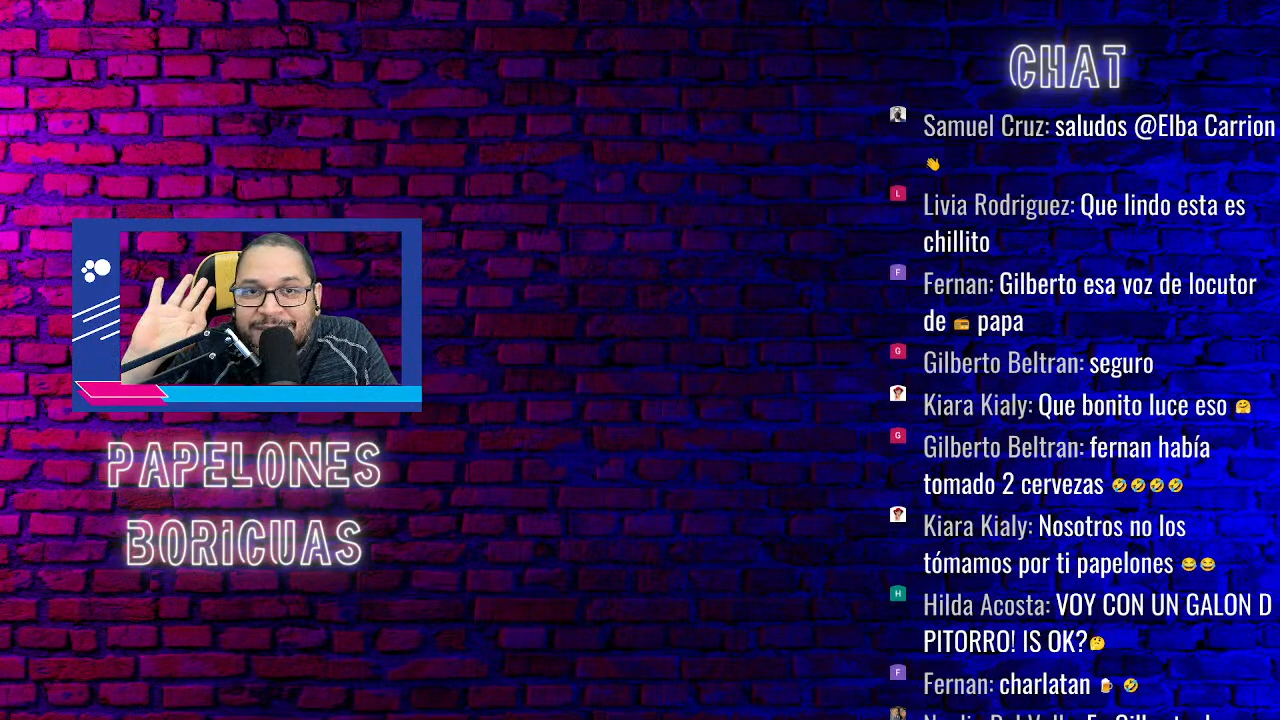 CHAT
Samuel Cruz: saludos @Elba Carrion
👋
Livia Rodriguez: Que lindo esta es
chillito
Fernan: Gilberto esa voz de locutor
de 📻 papa
Gilberto Beltran: seguro
Kiara Kialy: Que bonito luce eso 🤗
Gilberto Beltran: fernan había
tomado 2 cervezas 🤣🤣🤣🤣
Kiara Kialy: Nosotros no los
tómamos por ti papelones 😂😂
Hilda Acosta: VOY CON UN GALON D
PITORRO! IS OK?🤔
Fernan: charlatan 🍺 🤣
PAPELONES
BORICUAS